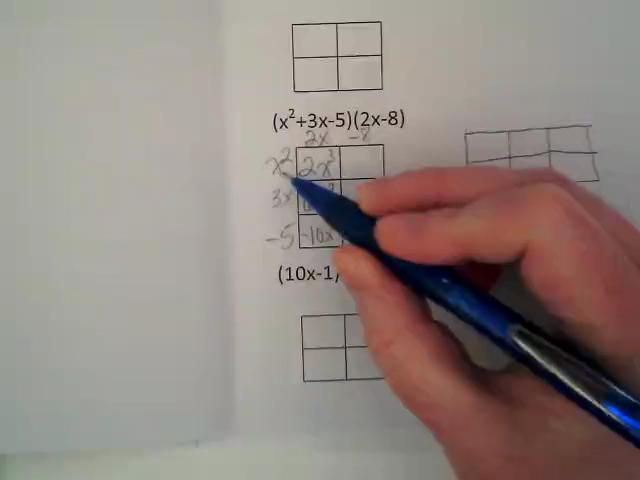 (x²+3x-5)(2x-8)
2x -8
x² 2x³
3x
-5 -10x
(10x-1)